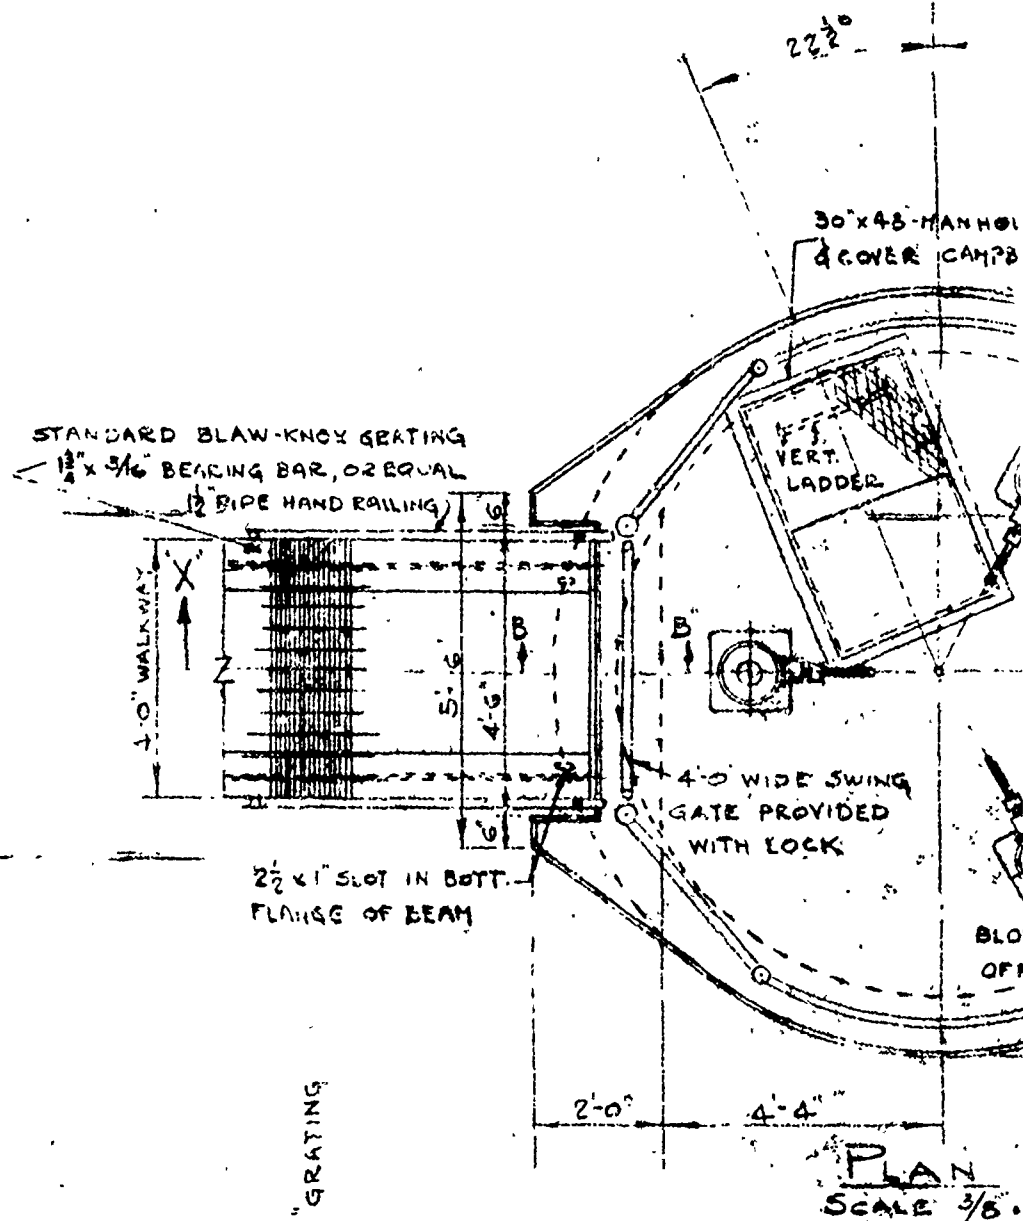 22½°
30"x48" MANHOL
& COVER CAMPB
STANDARD BLAW-KNOX GRATING
1¾" x 3/16" BEARING BAR, OR EQUAL
1½" PIPE HAND RAILING
VERT.
LADDER
6"
"X"
4'-0" WALKWAY
Z
B
B
5'-6"
4'-6"
6"
4'-0" WIDE SWING
GATE PROVIDED
WITH LOCK
2½ x 1" SLOT IN BOTT.
FLANGE OF BEAM
BLO
OF
2'-0"
4'-4"
"GRATING
PLAN
SCALE 3/8"